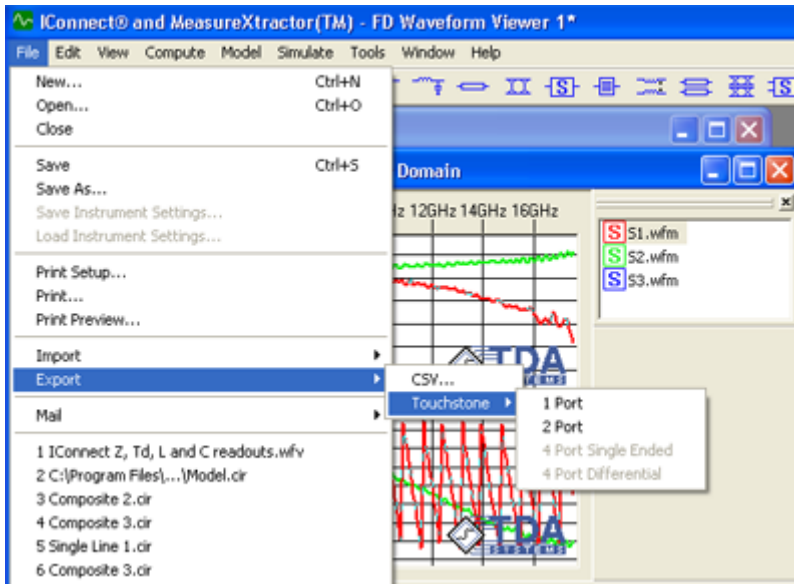 IConnect® and MeasureXtractor(TM) - FD Waveform Viewer 1*
File Edit View Compute Model Simulate Tools Window Help
New... Ctrl+N
Open... Ctrl+O
Close
Save Ctrl+S
Save As...
Save Instrument Settings...
Load Instrument Settings...
Print Setup...
Print...
Print Preview...
Import
Export
Mail
1 IConnect Z, Td, L and C readouts.wfv
2 C:\Program Files\...\Model.cir
3 Composite 2.cir
4 Composite 3.cir
5 Single Line 1.cir
6 Composite 3.cir
CSV...
Touchstone
1 Port
2 Port
4 Port Single Ended
4 Port Differential
Domain
12GHz 14GHz 16GHz
S S1.wfm
S S2.wfm
S S3.wfm
TDA
TDA
SYSTEMS
S
S